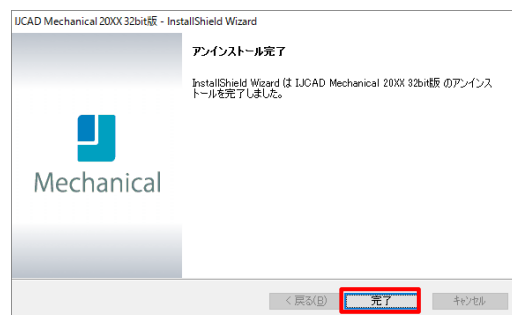 IJCAD Mechanical 20XX 32bit版 - InstallShield Wizard
アンインストール完了
InstallShield Wizard は IJCAD Mechanical 20XX 32bit版 のアンインス
トールを完了しました。
Mechanical
< 戻る(B)
完了
キャンセル